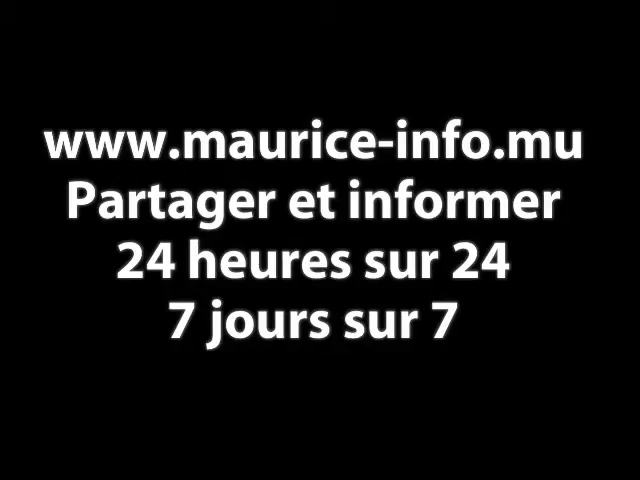 www.maurice-info.mu
Partager et informer
24 heures sur 24
7 jours sur 7